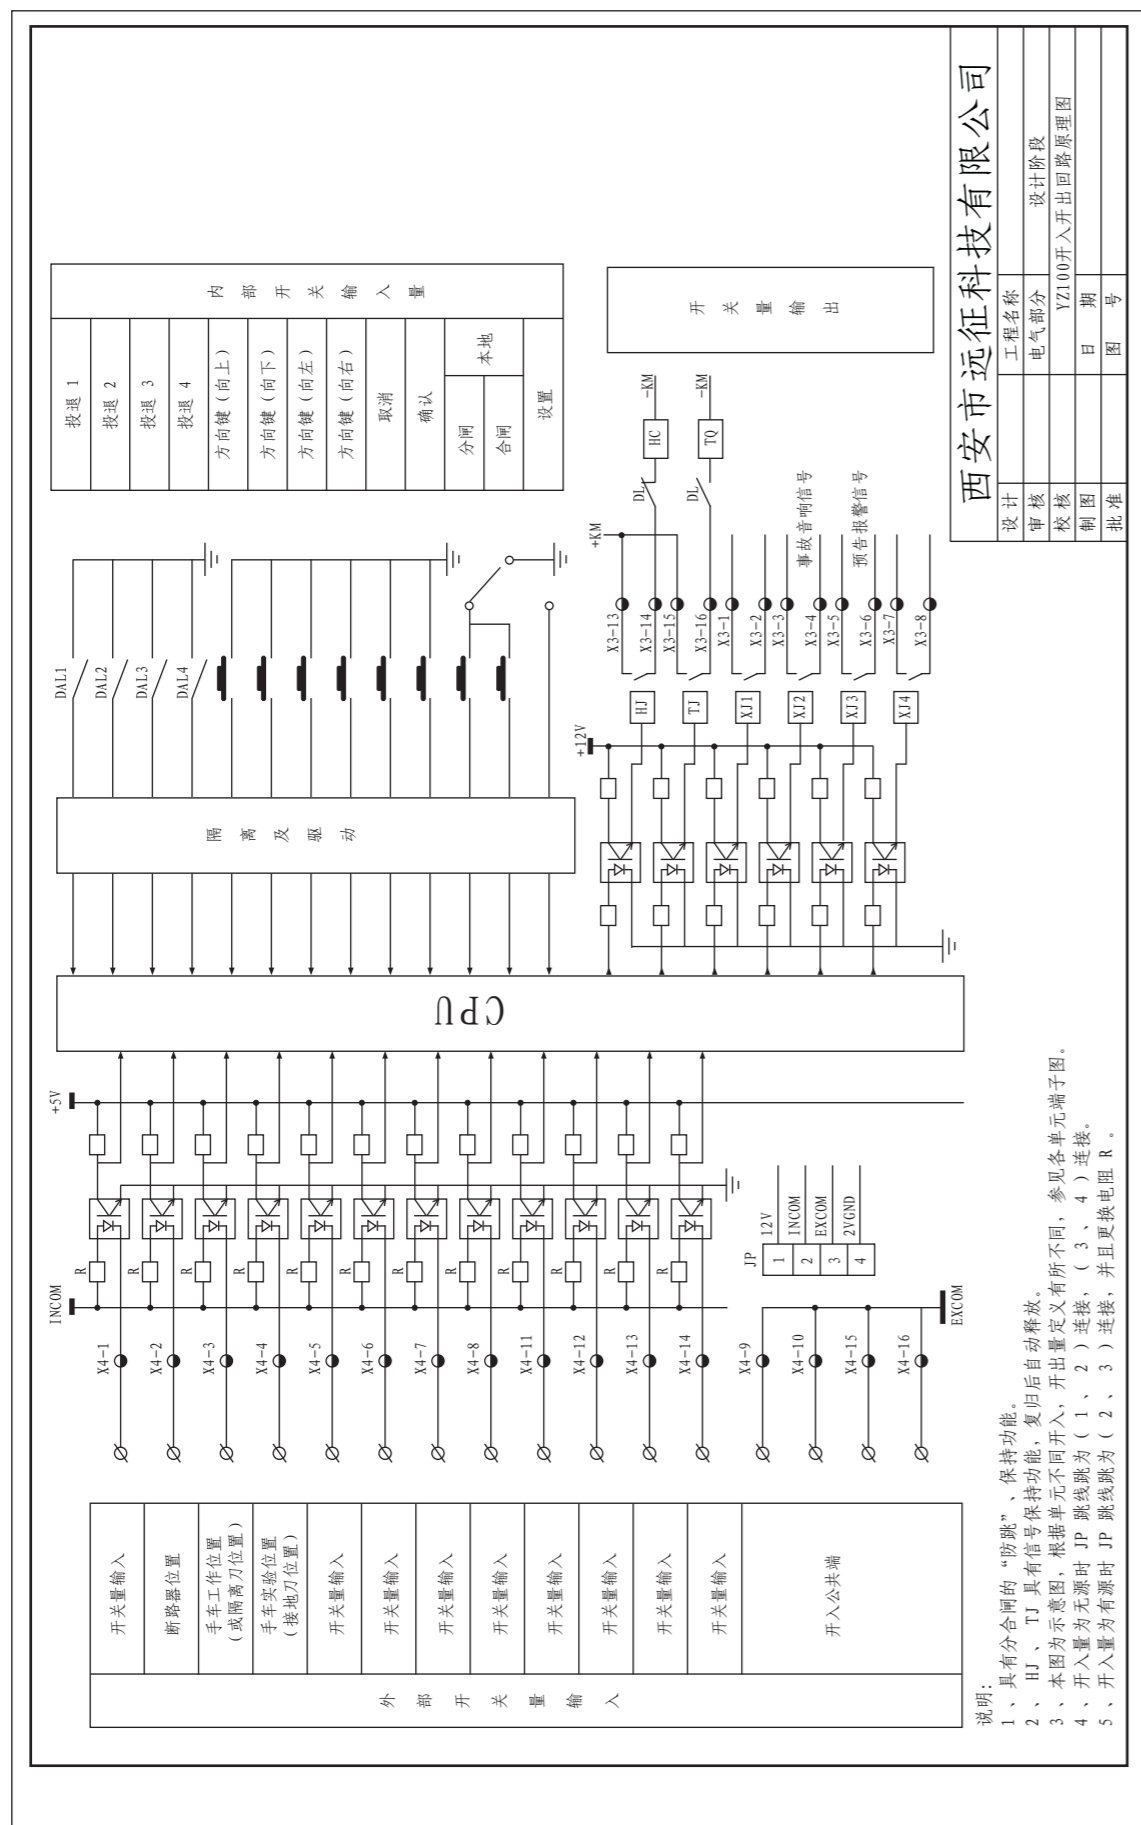 外部开关量输入
开关量输入
断路器位置
手车工作位置
(或隔离刀位置)
手车实验位置
(接地刀位置)
开关量输入
开关量输入
开关量输入
开关量输入
开关量输入
开关量输入
开关量输入
开关量输入
开入公共端
X4-1
X4-2
X4-3
X4-4
X4-5
X4-6
X4-7
X4-8
X4-11
X4-12
X4-13
X4-14
X4-9
X4-10
X4-15
X4-16
INCOM
EXCOM
R
R
R
R
R
R
R
R
R
R
R
R
JP
1 12V
2 INCOM
3 EXCOM
4 2VGND
+5V
CPU
隔离及驱动
DAL1
DAL2
DAL3
DAL4
内部开关输入量
投退 1
投退 2
投退 3
投退 4
方向键(向上)
方向键(向下)
方向键(向左)
方向键(向右)
取消
确认
分闸
合闸
本地
设置
+12V
HJ
TJ
XJ1
XJ2
XJ3
XJ4
X3-13
X3-14
X3-15
X3-16
X3-1
X3-2
X3-3
X3-4
X3-5
X3-6
X3-7
X3-8
+KM
DL
HC
-KM
DL
TQ
-KM
事故音响信号
预告报警信号
开关量输出
说明:
1、具有分合闸的“防跳”、保持功能。
2、HJ、TJ具有信号保持功能,复归后自动释放。
3、本图为示意图,根据单元不同开入,开出量定义有所不同,参见各单元端子图。
4、开入量为无源时 JP 跳线跳为(1、2)连接,(3、4)连接。
5、开入量为有源时 JP 跳线跳为(2、3)连接,并且更换电阻 R。
西安市远征科技有限公司
设计 工程名称
审核 电气部分 设计阶段
校核 YZ100开入开出回路原理图
制图 日期
批准 图号